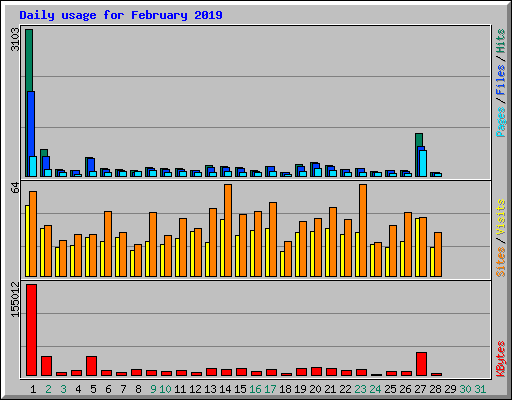 Daily usage for February 2019
3103
Pages / Files / Hits
64
Sites / Visits
155012
KBytes
1 2 3 4 5 6 7 8 9 10 11 12 13 14 15 16 17 18 19 20 21 22 23 24 25 26 27 28 29 30 31